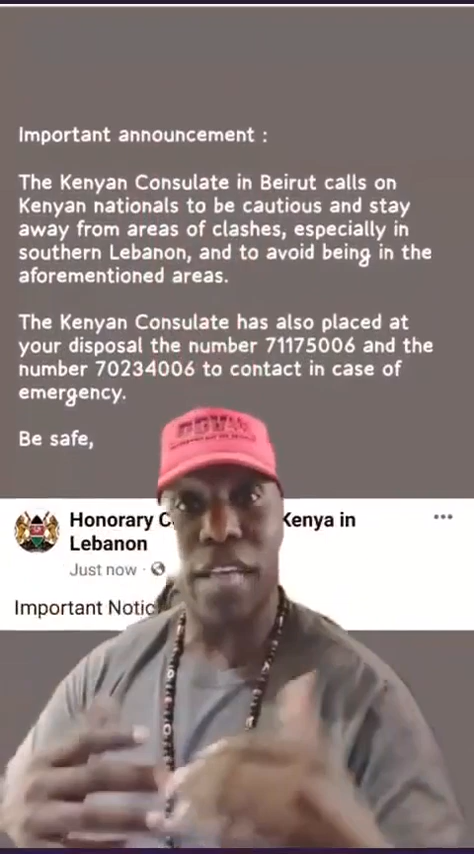 Important announcement :
The Kenyan Consulate in Beirut calls on
Kenyan nationals to be cautious and stay
away from areas of clashes, especially in
southern Lebanon, and to avoid being in the
aforementioned areas.
The Kenyan Consulate has also placed at
your disposal the number 71175006 and the
number 70234006 to contact in case of
emergency.
Be safe,
Honorary C Kenya in
Lebanon
Just now ·
Important Notic